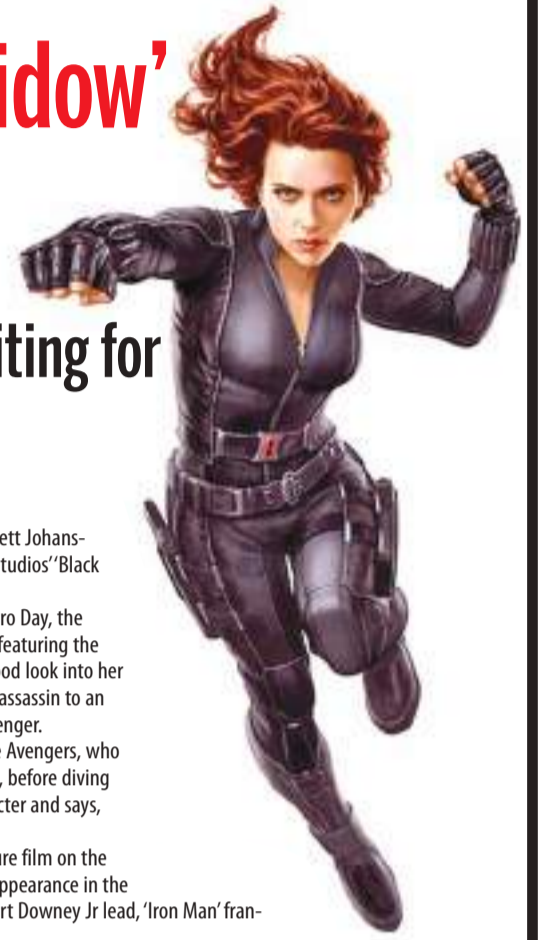 idow’
iting for
ett Johans-
tudios’ ‘Black
ro Day, the
featuring the
od look into her
assassin to an
enger.
e Avengers, who
, before diving
cter and says,
ure film on the
ppearance in the
rt Downey Jr lead, ‘Iron Man’ fran-